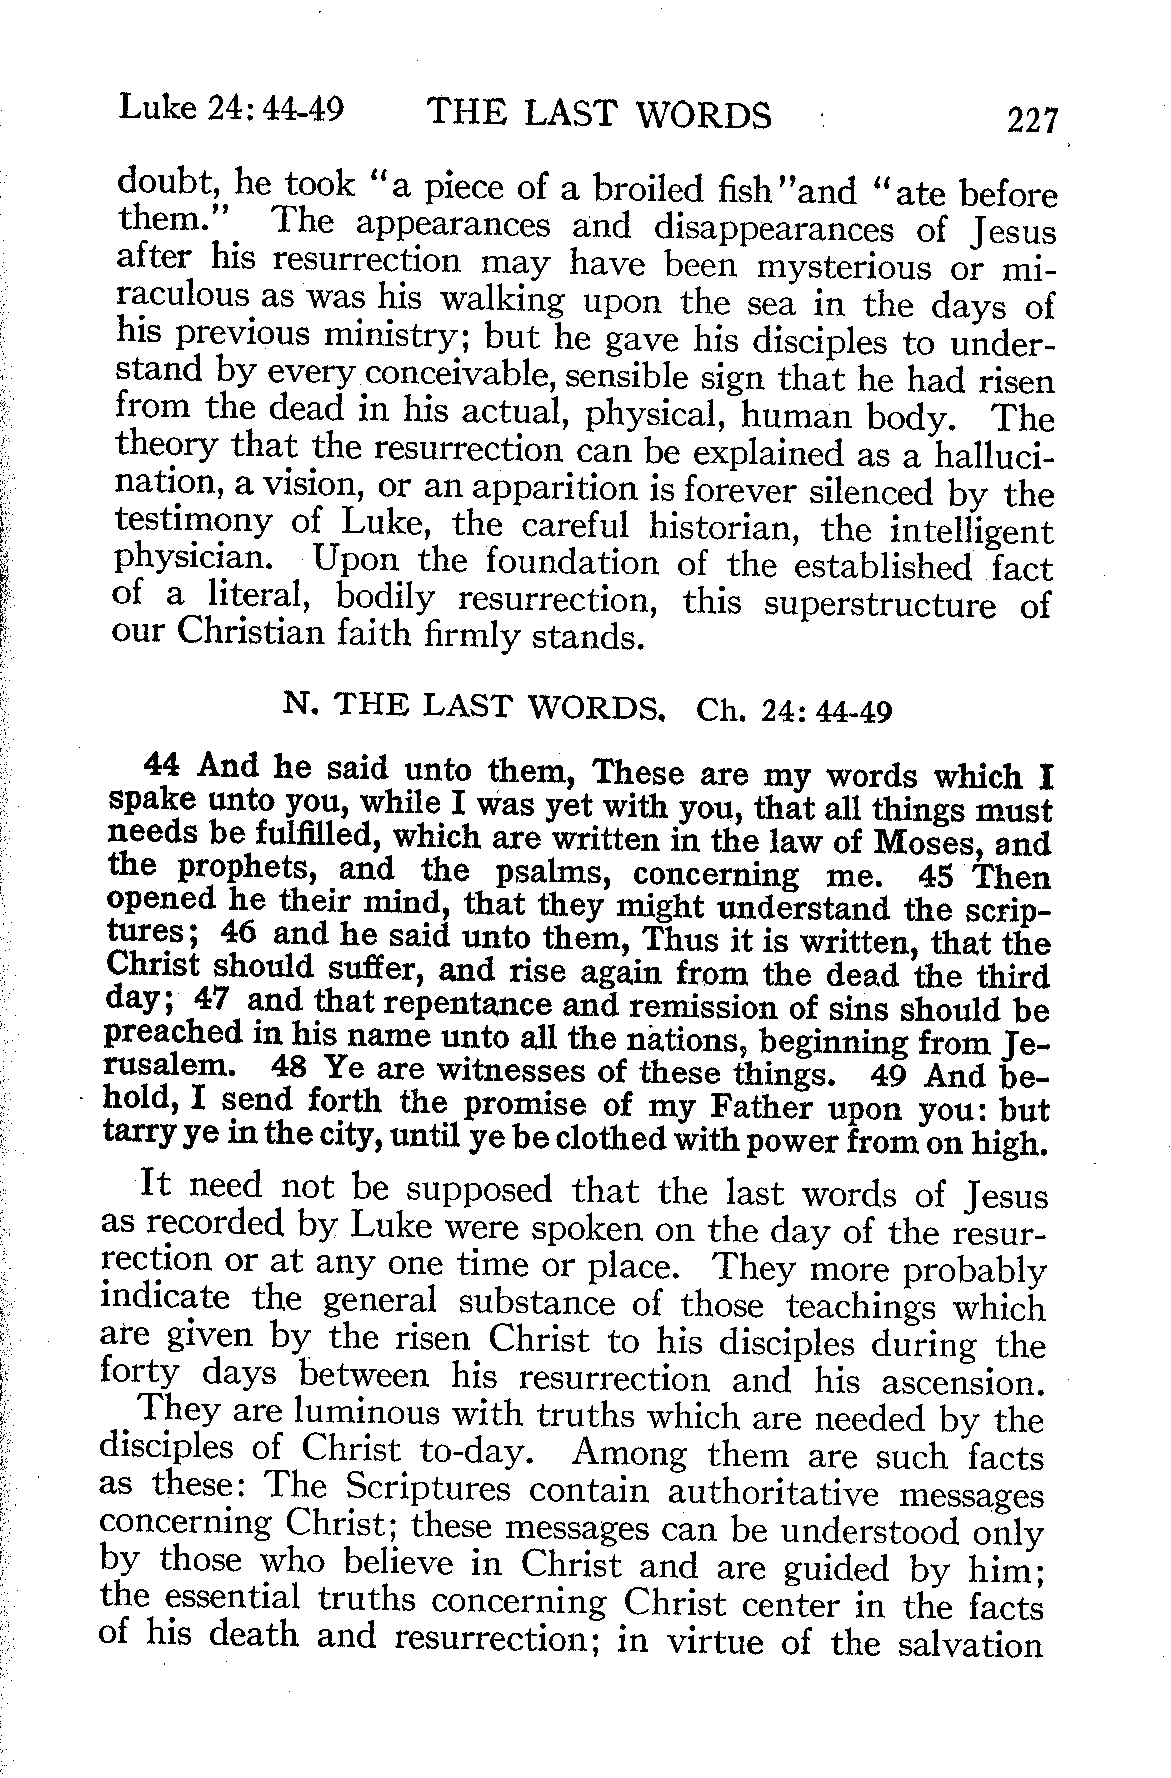 Luke 24: 44-49 THE LAST WORDS 227
doubt, he took "a piece of a broiled fish"and "ate before
them." The appearances and disappearances of Jesus
after his resurrection may have been mysterious or mi-
raculous as was his walking upon the sea in the days of
his previous ministry; but he gave his disciples to under-
stand by every conceivable, sensible sign that he had risen
from the dead in his actual, physical, human body. The
theory that the resurrection can be explained as a halluci-
nation, a vision, or an apparition is forever silenced by the
testimony of Luke, the careful historian, the intelligent
physician. Upon the foundation of the established fact
of a literal, bodily resurrection, this superstructure of
our Christian faith firmly stands.
N. THE LAST WORDS. Ch. 24: 44-49
44 And he said unto them, These are my words which I
spake unto you, while I was yet with you, that all things must
needs be fulfilled, which are written in the law of Moses, and
the prophets, and the psalms, concerning me. 45 Then
opened he their mind, that they might understand the scrip-
tures; 46 and he said unto them, Thus it is written, that the
Christ should suffer, and rise again from the dead the third
day; 47 and that repentance and remission of sins should be
preached in his name unto all the nations, beginning from Je-
rusalem. 48 Ye are witnesses of these things. 49 And be-
hold, I send forth the promise of my Father upon you: but
tarry ye in the city, until ye be clothed with power from on high.
It need not be supposed that the last words of Jesus
as recorded by Luke were spoken on the day of the resur-
rection or at any one time or place. They more probably
indicate the general substance of those teachings which
are given by the risen Christ to his disciples during the
forty days between his resurrection and his ascension.
They are luminous with truths which are needed by the
disciples of Christ to-day. Among them are such facts
as these: The Scriptures contain authoritative messages
concerning Christ; these messages can be understood only
by those who believe in Christ and are guided by him;
the essential truths concerning Christ center in the facts
of his death and resurrection; in virtue of the salvation